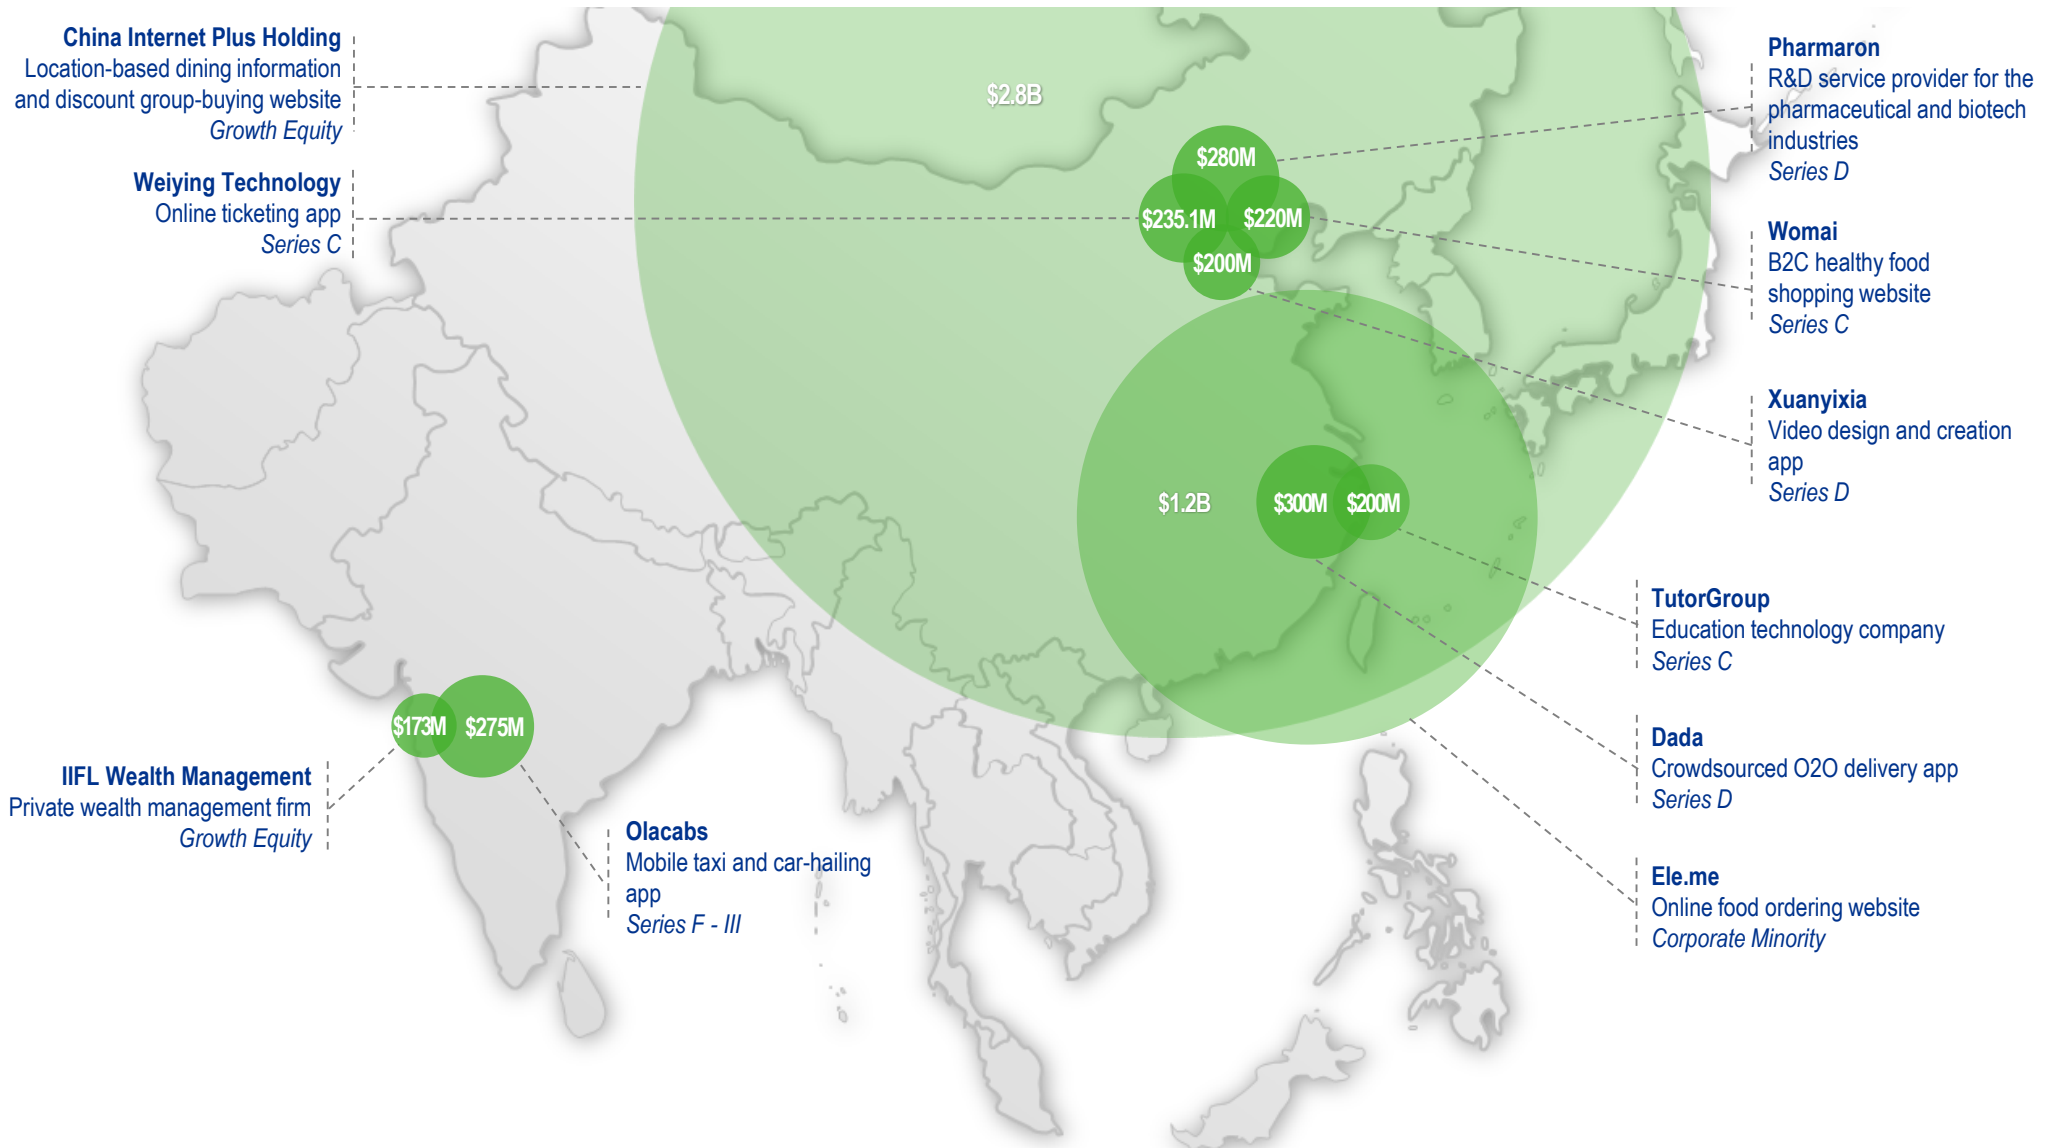 China Internet Plus Holding
Location-based dining information
and discount group-buying website
Growth Equity
Weiying Technology
Online ticketing app
Series C
$2.8B
$280M
$235.1M
$220M
$200M
$1.2B
$300M
$200M
Pharmaron
R&D service provider for the
pharmaceutical and biotech
industries
Series D
Womai
B2C healthy food
shopping website
Series C
Xuanyixia
Video design and creation
app
Series D
TutorGroup
Education technology company
Series C
Dada
Crowdsourced O2O delivery app
Series D
Ele.me
Online food ordering website
Corporate Minority
$173M
$275M
IIFL Wealth Management
Private wealth management firm
Growth Equity
Olacabs
Mobile taxi and car-hailing
app
Series F - III